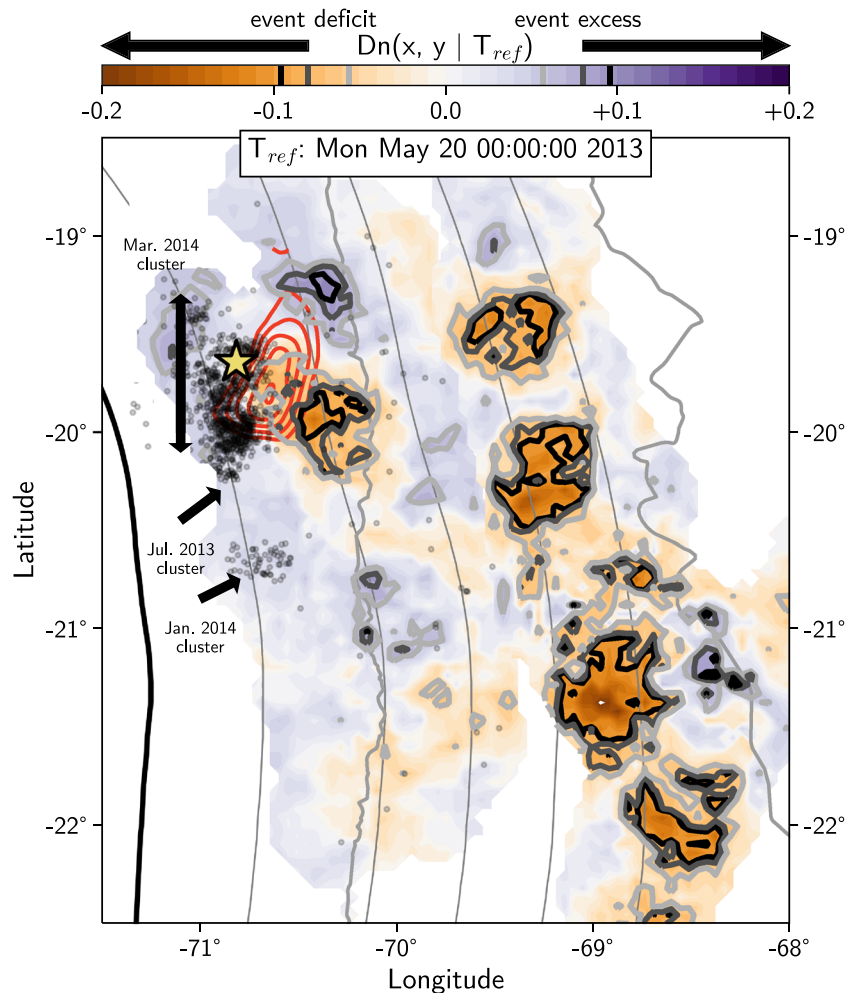 event deficit event excess
Dn(x, y | T_ref)
-0.2 -0.1 0.0 +0.1 +0.2
T_ref: Mon May 20 00:00:00 2013
-19° -19°
Mar. 2014
cluster
-20° -20°
Latitude
Jul. 2013
cluster
Jan. 2014
cluster
-21° -21°
-22° -22°
-71° -70° -69° -68°
Longitude